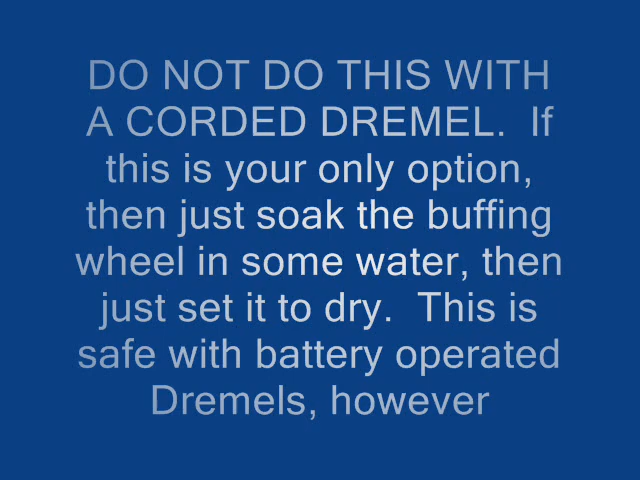 DO NOT DO THIS WITH
A CORDED DREMEL.  If
this is your only option,
then just soak the buffing
wheel in some water, then
just set it to dry.  This is
safe with battery operated
Dremels, however